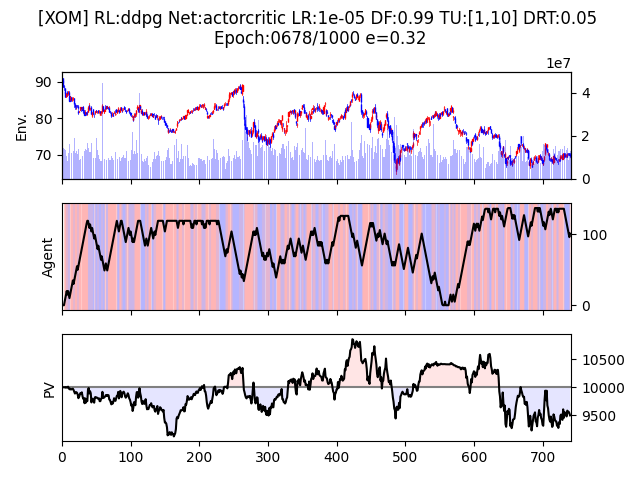 [XOM] RL:ddpg Net:actorcritic LR:1e-05 DF:0.99 TU:[1,10] DRT:0.05
Epoch:0678/1000 e=0.32
1e7
90
80
70
Env.
4
2
0
Agent
100
0
PV
10500
10000
9500
0 100 200 300 400 500 600 700